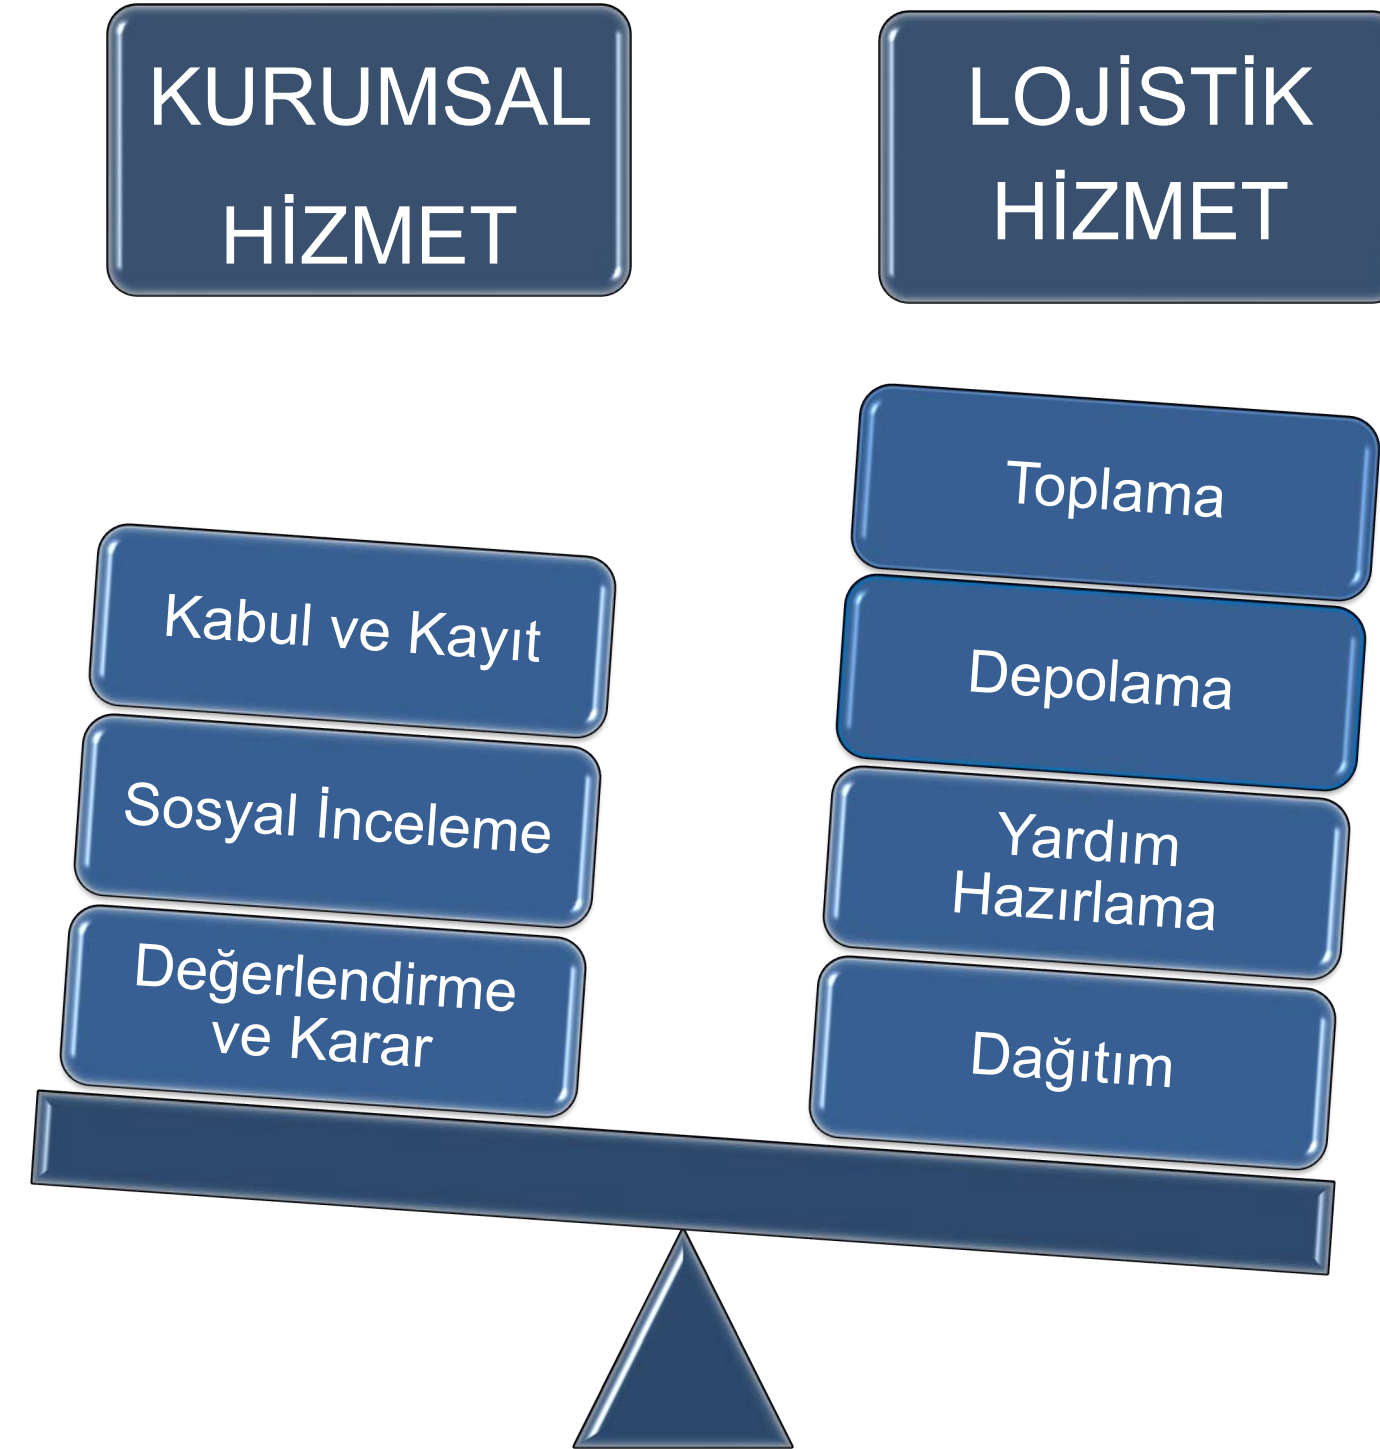 KURUMSAL
HİZMET
LOJİSTİK
HİZMET
Kabul ve Kayıt
Sosyal İnceleme
Değerlendirme
ve Karar
Toplama
Depolama
Yardım
Hazırlama
Dağıtım